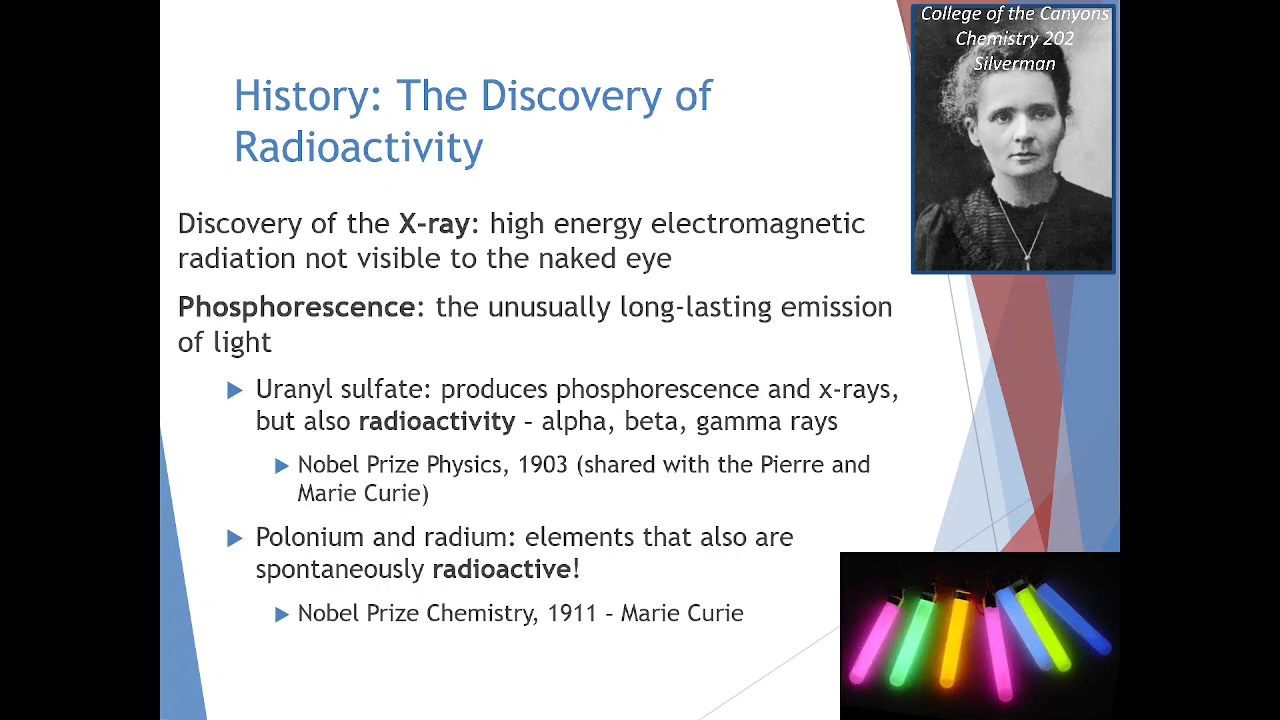 College of the Canyons
Chemistry 202
Silverman
History: The Discovery of
Radioactivity
Discovery of the X-ray: high energy electromagnetic
radiation not visible to the naked eye
Phosphorescence: the unusually long-lasting emission
of light
Uranyl sulfate: produces phosphorescence and x-rays,
but also radioactivity – alpha, beta, gamma rays
Nobel Prize Physics, 1903 (shared with the Pierre and
Marie Curie)
Polonium and radium: elements that also are
spontaneously radioactive!
Nobel Prize Chemistry, 1911 – Marie Curie